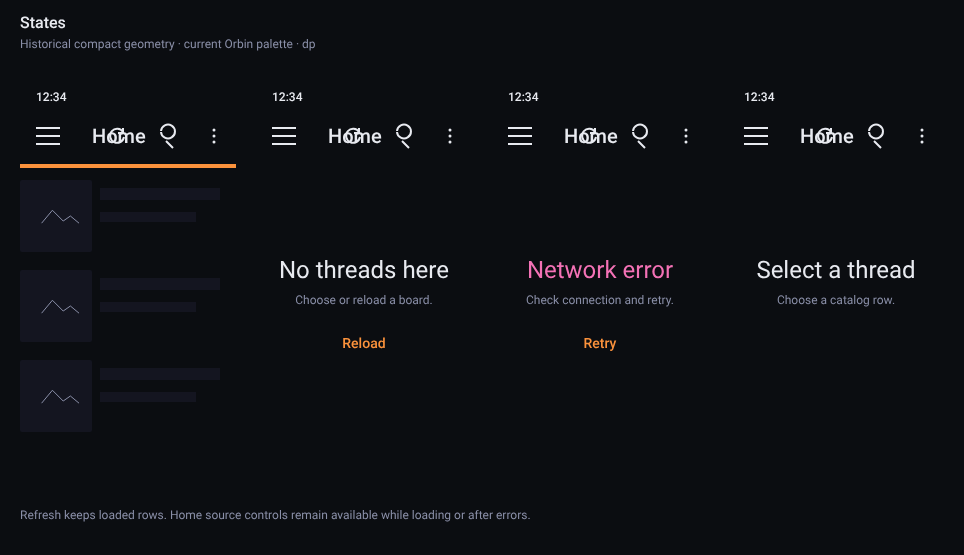 States
Historical compact geometry · current Orbin palette · dp
12:34
12:34
12:34
12:34
Home
Home
Home
Home
No threads here
Choose or reload a board.
Reload
Network error
Check connection and retry.
Retry
Select a thread
Choose a catalog row.
Refresh keeps loaded rows. Home source controls remain available while loading or after errors.